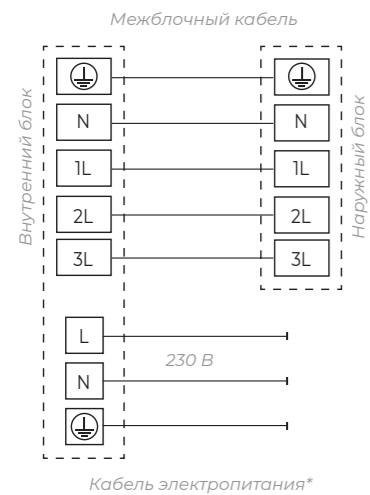 Межблочный кабель
Внутренний блок
Наружный блок
N N
1L 1L
2L 2L
3L 3L
L
230 В
N
Кабель электропитания*